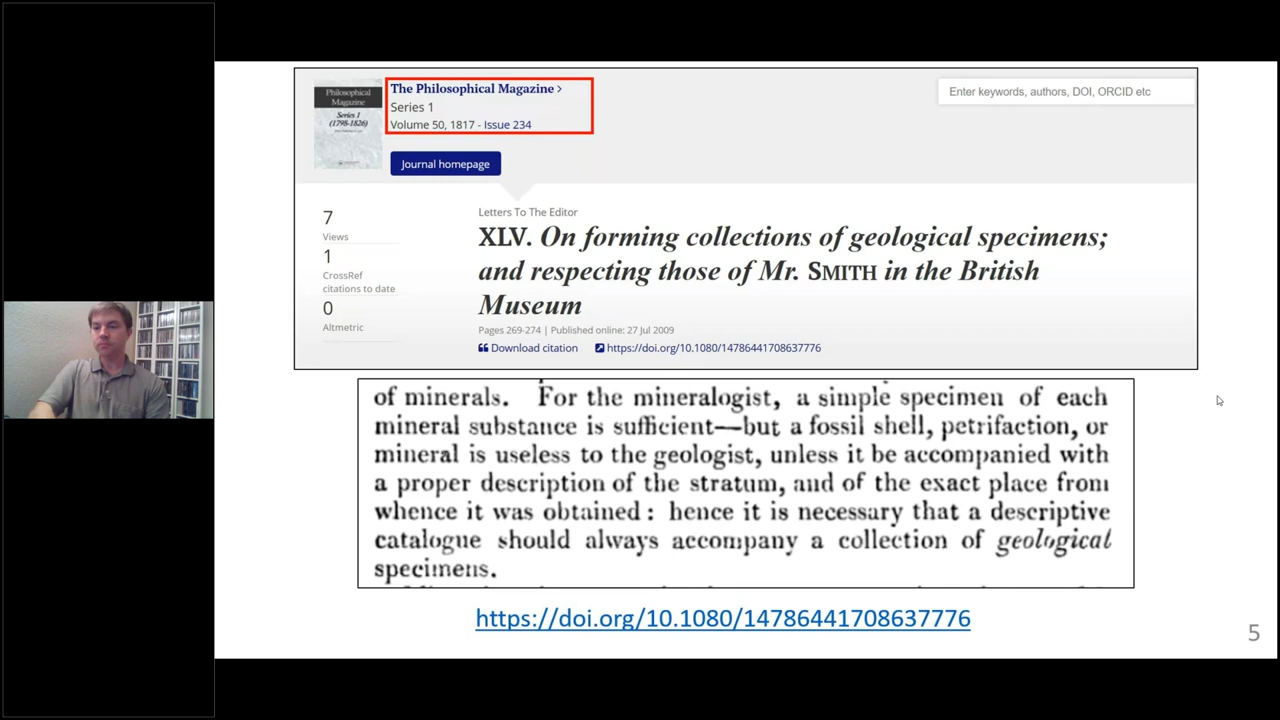 Philosophical
Magazine
Series 1
(1798-1826)
The Philosophical Magazine >
Series 1
Volume 50, 1817 - Issue 234
Enter keywords, authors, DOI, ORCID etc
Journal homepage
7
Views
1
CrossRef
citations to date
0
Altmetric
Letters To The Editor
XLV. On forming collections of geological specimens;
and respecting those of Mr. SMITH in the British
Museum
Pages 269-274 | Published online: 27 Jul 2009
Download citation https://doi.org/10.1080/14786441708637776
of minerals. For the mineralogist, a simple specimen of each
mineral substance is sufficient—but a fossil shell, petrifaction, or
mineral is useless to the geologist, unless it be accompanied with
a proper description of the stratum, and of the exact place from
whence it was obtained: hence it is necessary that a descriptive
catalogue should always accompany a collection of geological
specimens.
https://doi.org/10.1080/14786441708637776
5